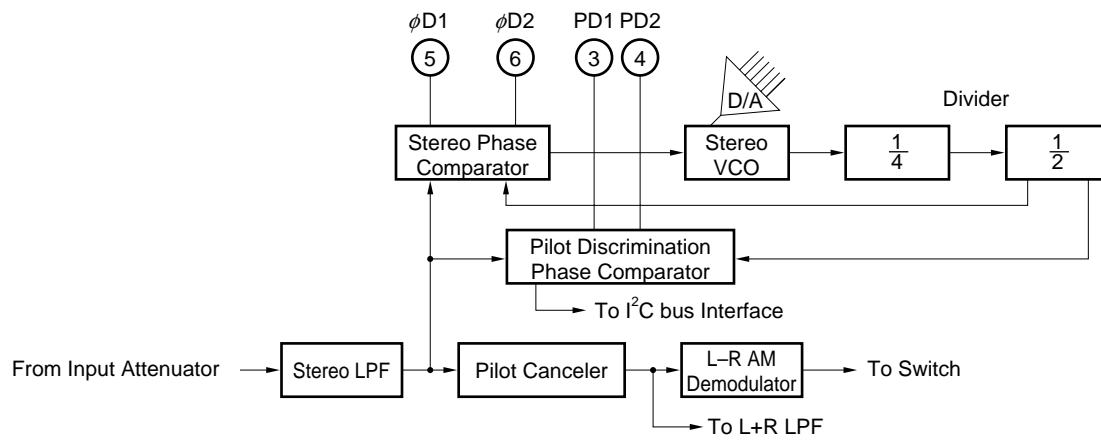 ϕD1
ϕD2
PD1
PD2
5
6
3
4
D/A
Divider
Stereo Phase
Comparator
Stereo
VCO
1
4
1
2
Pilot Discrimination
Phase Comparator
To I²C bus Interface
From Input Attenuator
Stereo LPF
Pilot Canceler
L–R AM
Demodulator
To Switch
To L+R LPF